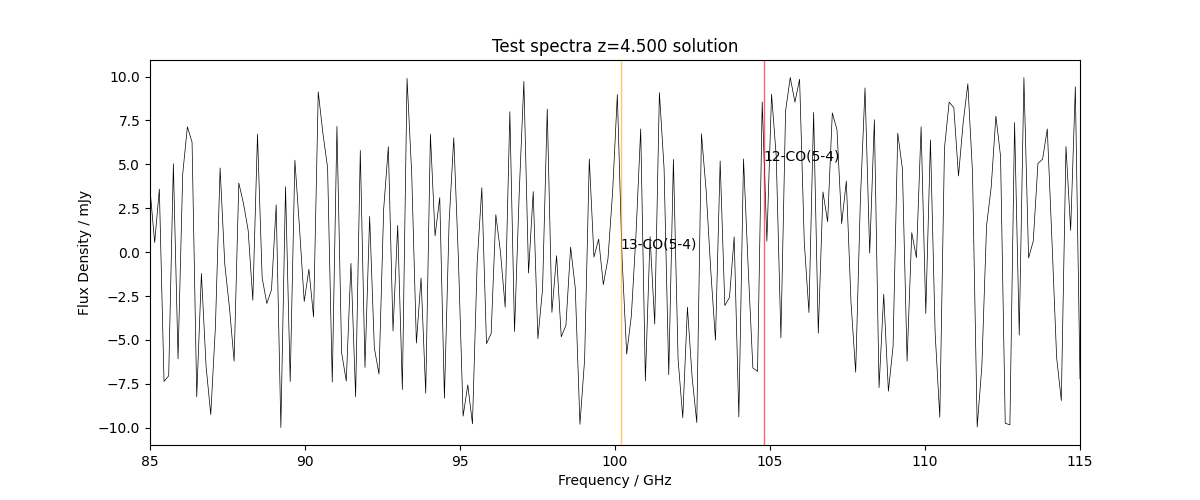 Test spectra z=4.500 solution
10.0
7.5
5.0
2.5
0.0
−2.5
−5.0
−7.5
−10.0
Flux Density / mJy
12-CO(5-4)
13-CO(5-4)
85 90 95 100 105 110 115
Frequency / GHz